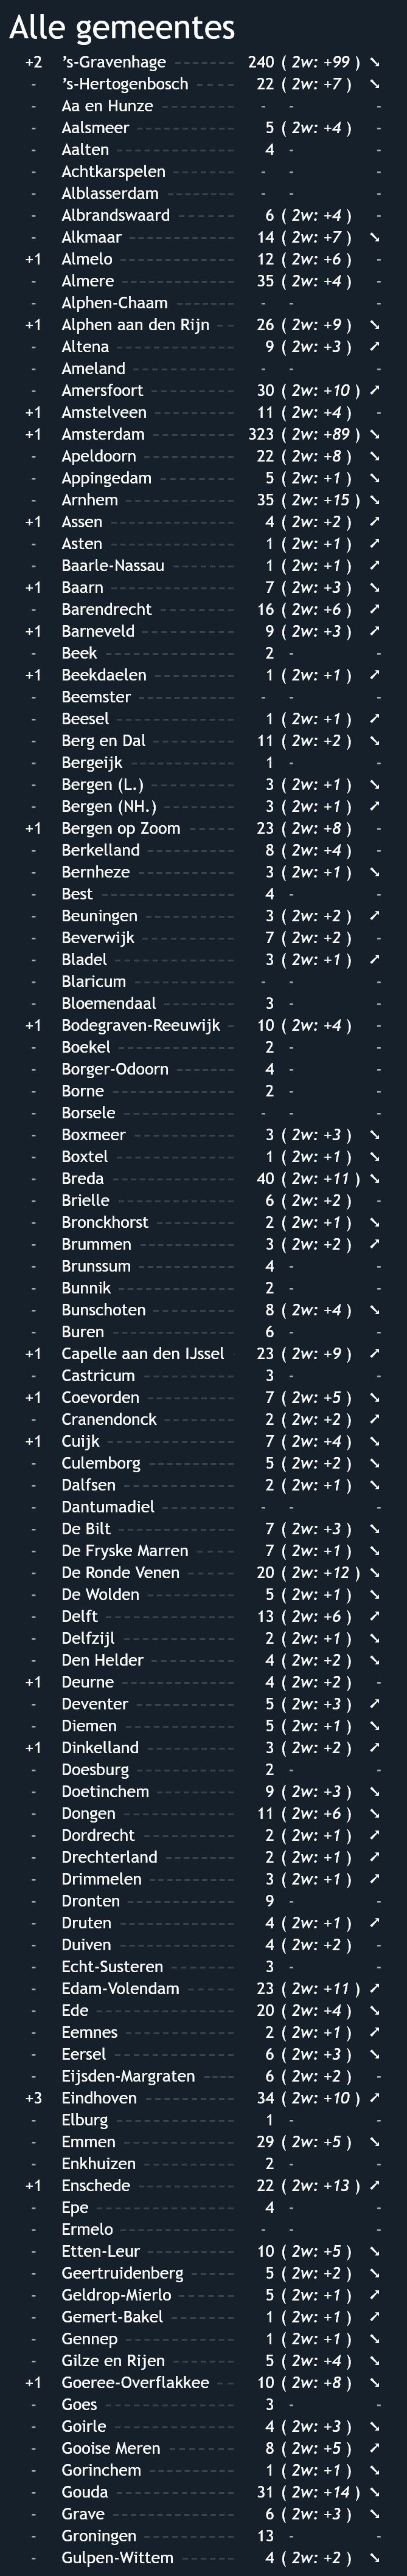 Alle gemeentes
+2 ’s-Gravenhage 240 ( 2w: +99 ) ↘
- ’s-Hertogenbosch 22 ( 2w: +7 ) ↘
- Aa en Hunze - - -
- Aalsmeer 5 ( 2w: +4 ) -
- Aalten 4 - -
- Achtkarspelen - - -
- Alblasserdam - - -
- Albrandswaard 6 ( 2w: +4 ) -
- Alkmaar 14 ( 2w: +7 ) ↘
+1 Almelo 12 ( 2w: +6 ) -
- Almere 35 ( 2w: +4 ) -
- Alphen-Chaam - - -
+1 Alphen aan den Rijn 26 ( 2w: +9 ) ↘
- Altena 9 ( 2w: +3 ) ↗
- Ameland - - -
- Amersfoort 30 ( 2w: +10 ) ↗
+1 Amstelveen 11 ( 2w: +4 ) -
+1 Amsterdam 323 ( 2w: +89 ) ↘
- Apeldoorn 22 ( 2w: +8 ) ↘
- Appingedam 5 ( 2w: +1 ) ↘
- Arnhem 35 ( 2w: +15 ) ↘
+1 Assen 4 ( 2w: +2 ) ↗
- Asten 1 ( 2w: +1 ) ↗
- Baarle-Nassau 1 ( 2w: +1 ) ↗
+1 Baarn 7 ( 2w: +3 ) ↘
- Barendrecht 16 ( 2w: +6 ) ↗
+1 Barneveld 9 ( 2w: +3 ) ↗
- Beek 2 - -
+1 Beekdaelen 1 ( 2w: +1 ) ↗
- Beemster - - -
- Beesel 1 ( 2w: +1 ) ↗
- Berg en Dal 11 ( 2w: +2 ) ↘
- Bergeijk 1 - -
- Bergen (L.) 3 ( 2w: +1 ) ↘
- Bergen (NH.) 3 ( 2w: +1 ) ↗
+1 Bergen op Zoom 23 ( 2w: +8 ) -
- Berkelland 8 ( 2w: +4 ) -
- Bernheze 3 ( 2w: +1 ) ↘
- Best 4 - -
- Beuningen 3 ( 2w: +2 ) ↗
- Beverwijk 7 ( 2w: +2 ) -
- Bladel 3 ( 2w: +1 ) ↗
- Blaricum - - -
- Bloemendaal 3 - -
+1 Bodegraven-Reeuwijk 10 ( 2w: +4 ) -
- Boekel 2 - -
- Borger-Odoorn 4 - -
- Borne 2 - -
- Borsele - - -
- Boxmeer 3 ( 2w: +3 ) ↘
- Boxtel 1 ( 2w: +1 ) ↘
- Breda 40 ( 2w: +11 ) ↘
- Brielle 6 ( 2w: +2 ) -
- Bronckhorst 2 ( 2w: +1 ) ↘
- Brummen 3 ( 2w: +2 ) ↗
- Brunssum 4 - -
- Bunnik 2 - -
- Bunschoten 8 ( 2w: +4 ) ↘
- Buren 6 - -
+1 Capelle aan den IJssel 23 ( 2w: +9 ) ↗
- Castricum 3 - -
+1 Coevorden 7 ( 2w: +5 ) ↘
- Cranendonck 2 ( 2w: +2 ) ↗
+1 Cuijk 7 ( 2w: +4 ) ↘
- Culemborg 5 ( 2w: +2 ) ↘
- Dalfsen 2 ( 2w: +1 ) ↘
- Dantumadiel - - -
- De Bilt 7 ( 2w: +3 ) ↘
- De Fryske Marren 7 ( 2w: +1 ) ↘
- De Ronde Venen 20 ( 2w: +12 ) ↘
- De Wolden 5 ( 2w: +1 ) ↘
- Delft 13 ( 2w: +6 ) ↗
- Delfzijl 2 ( 2w: +1 ) ↘
- Den Helder 4 ( 2w: +2 ) ↘
+1 Deurne 4 ( 2w: +2 ) -
- Deventer 5 ( 2w: +3 ) ↗
- Diemen 5 ( 2w: +1 ) ↘
+1 Dinkelland 3 ( 2w: +2 ) ↗
- Doesburg 2 - -
- Doetinchem 9 ( 2w: +3 ) ↘
- Dongen 11 ( 2w: +6 ) ↘
- Dordrecht 2 ( 2w: +1 ) ↗
- Drechterland 2 ( 2w: +1 ) ↗
- Drimmelen 3 ( 2w: +1 ) ↗
- Dronten 9 - -
- Druten 4 ( 2w: +1 ) ↗
- Duiven 4 ( 2w: +2 ) -
- Echt-Susteren 3 - -
- Edam-Volendam 23 ( 2w: +11 ) ↗
- Ede 20 ( 2w: +4 ) ↘
- Eemnes 2 ( 2w: +1 ) ↗
- Eersel 6 ( 2w: +3 ) ↘
- Eijsden-Margraten 6 ( 2w: +2 ) -
+3 Eindhoven 34 ( 2w: +10 ) ↗
- Elburg 1 - -
- Emmen 29 ( 2w: +5 ) ↘
- Enkhuizen 2 - -
+1 Enschede 22 ( 2w: +13 ) ↗
- Epe 4 - -
- Ermelo - - -
- Etten-Leur 10 ( 2w: +5 ) ↘
- Geertruidenberg 5 ( 2w: +2 ) ↘
- Geldrop-Mierlo 5 ( 2w: +1 ) ↗
- Gemert-Bakel 1 ( 2w: +1 ) ↗
- Gennep 1 ( 2w: +1 ) ↘
- Gilze en Rijen 5 ( 2w: +4 ) ↘
+1 Goeree-Overflakkee 10 ( 2w: +8 ) ↘
- Goes 3 - -
- Goirle 4 ( 2w: +3 ) ↘
- Gooise Meren 8 ( 2w: +5 ) ↗
- Gorinchem 1 ( 2w: +1 ) ↘
- Gouda 31 ( 2w: +14 ) ↘
- Grave 6 ( 2w: +3 ) ↘
- Groningen 13 - -
- Gulpen-Wittem 4 ( 2w: +2 ) ↘